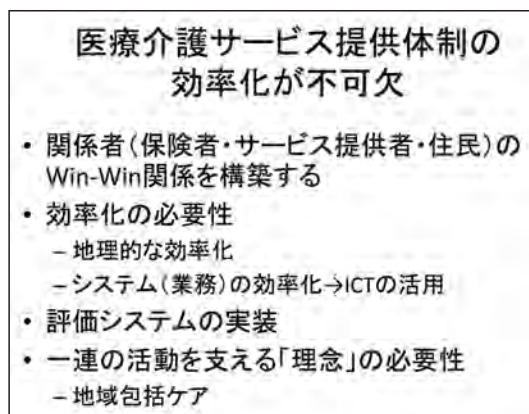 医療介護サービス提供体制の
効率化が不可欠
• 関係者(保険者・サービス提供者・住民)の
Win-Win関係を構築する
• 効率化の必要性
– 地理的な効率化
– システム(業務)の効率化→ICTの活用
• 評価システムの実装
• 一連の活動を支える「理念」の必要性
– 地域包括ケア